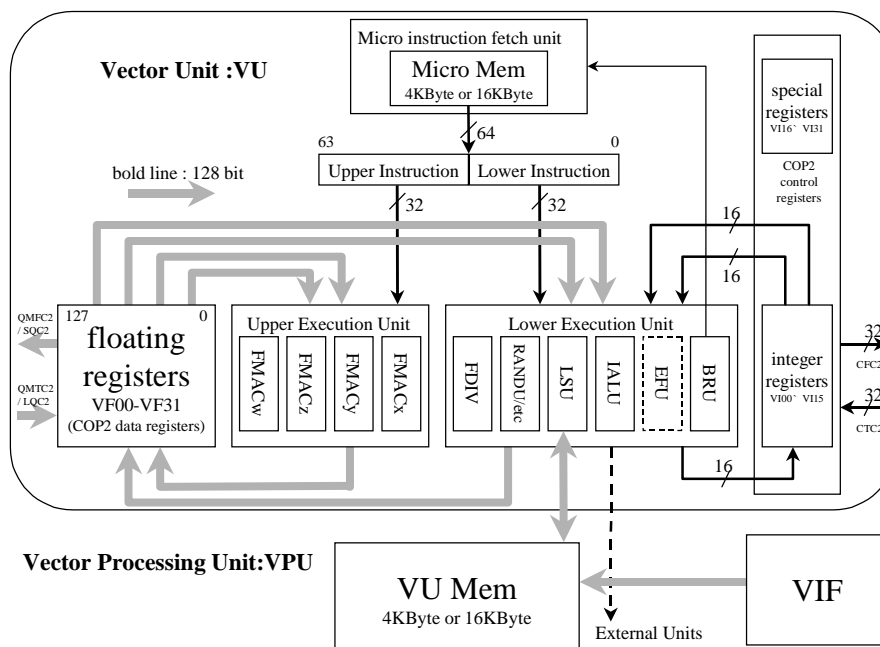 Micro instruction fetch unit
Vector Unit :VU
Micro Mem
4KByte or 16KByte
special
registers
VI16` VI31
COP2
control
registers
64
63
0
Upper Instruction
Lower Instruction
bold line : 128 bit
32
32
16
16
QMFC2
/ SQC2
127
0
floating
registers
VF00-VF31
(COP2 data registers)
QMTC2
/ LQC2
Upper Execution Unit
FMACw
FMACz
FMACy
FMACx
Lower Execution Unit
FDIV
RANDU/etc
LSU
IALU
EFU
BRU
integer
registers
VI00` VI15
32
CFC2
32
CTC2
16
Vector Processing Unit:VPU
VU Mem
4KByte or 16KByte
VIF
External Units